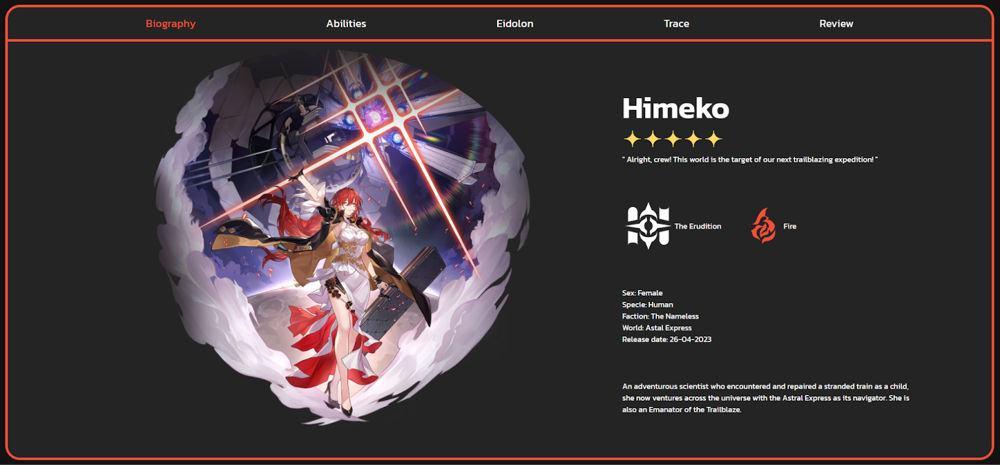 Biography Abilities Eidolon Trace Review
Himeko
" Alright, crew! This world is the target of our next trailblazing expedition! "
The Erudition Fire
Sex: Female
Specie: Human
Faction: The Nameless
World: Astal Express
Release date: 26-04-2023
An adventurous scientist who encountered and repaired a stranded train as a child,
she now ventures across the universe with the Astral Express as its navigator. She is
also an Emanator of the Trailblaze.